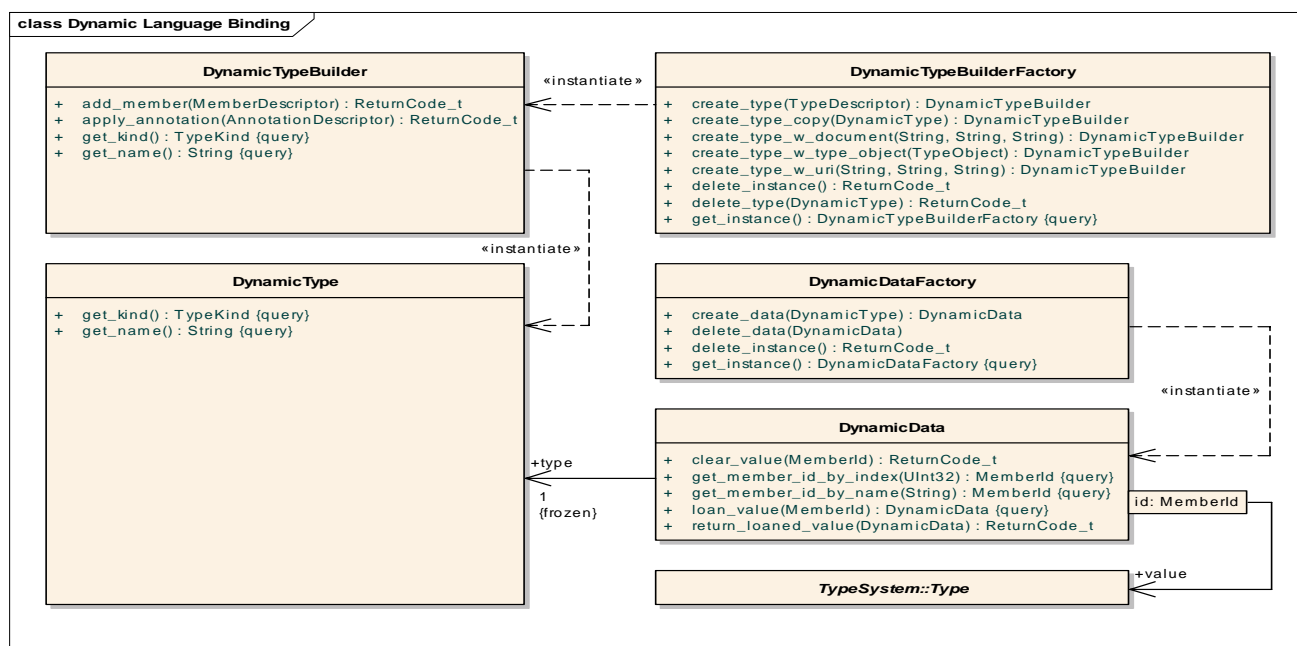 class Dynamic Language Binding
DynamicTypeBuilder
+ add_member(MemberDescriptor) : ReturnCode_t
+ apply_annotation(AnnotationDescriptor) : ReturnCode_t
+ get_kind() : TypeKind {query}
+ get_name() : String {query}
«instantiate»
DynamicTypeBuilderFactory
+ create_type(TypeDescriptor) : DynamicTypeBuilder
+ create_type_copy(DynamicType) : DynamicTypeBuilder
+ create_type_w_document(String, String, String) : DynamicTypeBuilder
+ create_type_w_type_object(TypeObject) : DynamicTypeBuilder
+ create_type_w_uri(String, String, String) : DynamicTypeBuilder
+ delete_instance() : ReturnCode_t
+ delete_type(DynamicType) : ReturnCode_t
+ get_instance() : DynamicTypeBuilderFactory {query}
«instantiate»
DynamicType
+ get_kind() : TypeKind {query}
+ get_name() : String {query}
DynamicDataFactory
+ create_data(DynamicType) : DynamicData
+ delete_data(DynamicData)
+ delete_instance() : ReturnCode_t
+ get_instance() : DynamicDataFactory {query}
«instantiate»
DynamicData
+ clear_value(MemberId) : ReturnCode_t
+ get_member_id_by_index(UInt32) : MemberId {query}
+ get_member_id_by_name(String) : MemberId {query}
+ loan_value(MemberId) : DynamicData {query}
+ return_loaned_value(DynamicData) : ReturnCode_t
+type
1
{frozen}
id: MemberId
+value
TypeSystem::Type